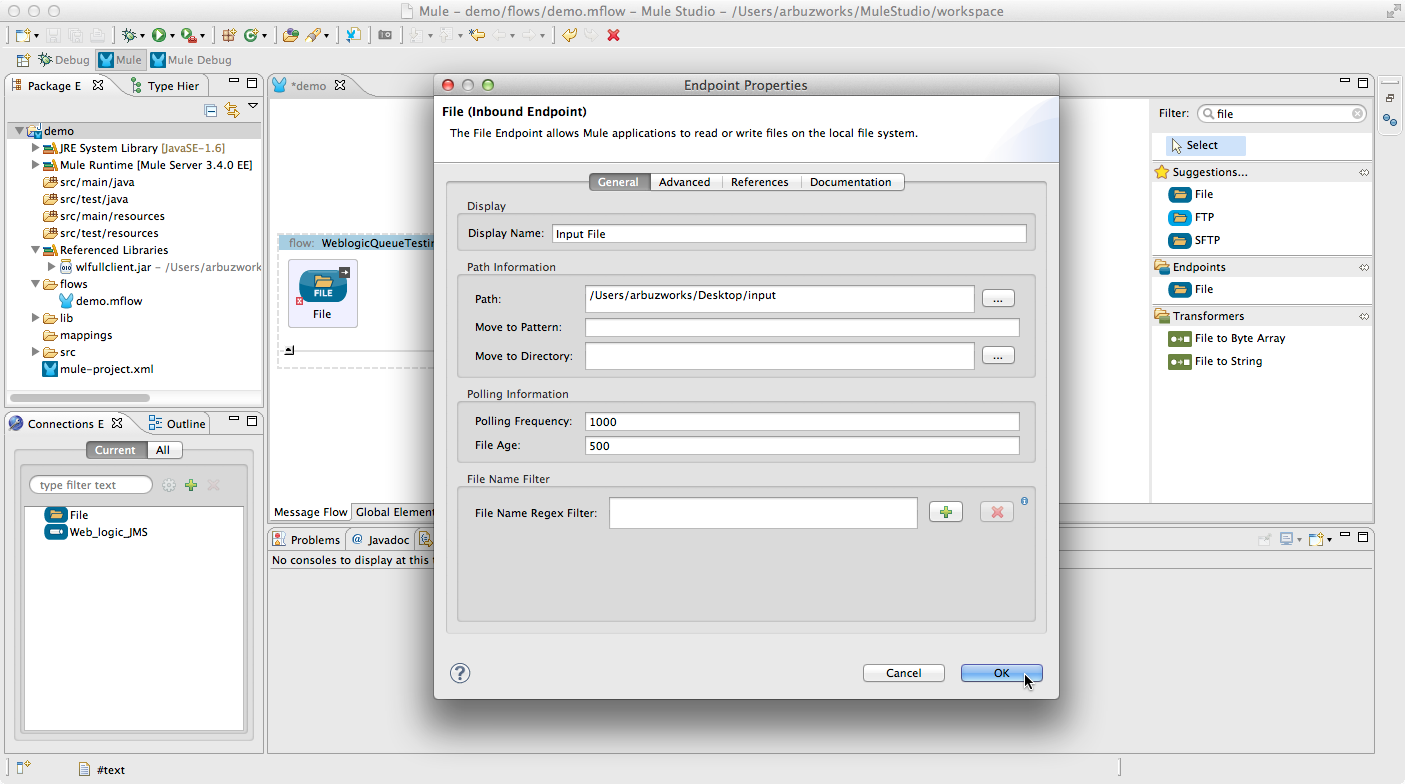 Mule - demo/flows/demo.mflow - Mule Studio - /Users/arbuzworks/MuleStudio/workspace
Debug Mule Mule Debug
Package E Type Hier
demo
JRE System Library [JavaSE-1.6]
Mule Runtime [Mule Server 3.4.0 EE]
src/main/java
src/test/java
src/main/resources
src/test/resources
Referenced Libraries
wlfullclient.jar - /Users/arbuzwork
flows
demo.mflow
lib
mappings
src
mule-project.xml
Connections E Outline
Current All
type filter text
File
Web_logic_JMS
*demo
flow: WeblogicQueueTestin
FILE
File
Message Flow Global Element
Problems @ Javadoc
No consoles to display at this
Endpoint Properties
File (Inbound Endpoint)
The File Endpoint allows Mule applications to read or write files on the local file system.
General Advanced References Documentation
Display
Display Name: Input File
Path Information
Path: /Users/arbuzworks/Desktop/input ...
Move to Pattern:
Move to Directory: ...
Polling Information
Polling Frequency: 1000
File Age: 500
File Name Filter
File Name Regex Filter:
? Cancel OK
Filter: file
Select
Suggestions...
File
FTP
SFTP
Endpoints
File
Transformers
File to Byte Array
File to String
#text